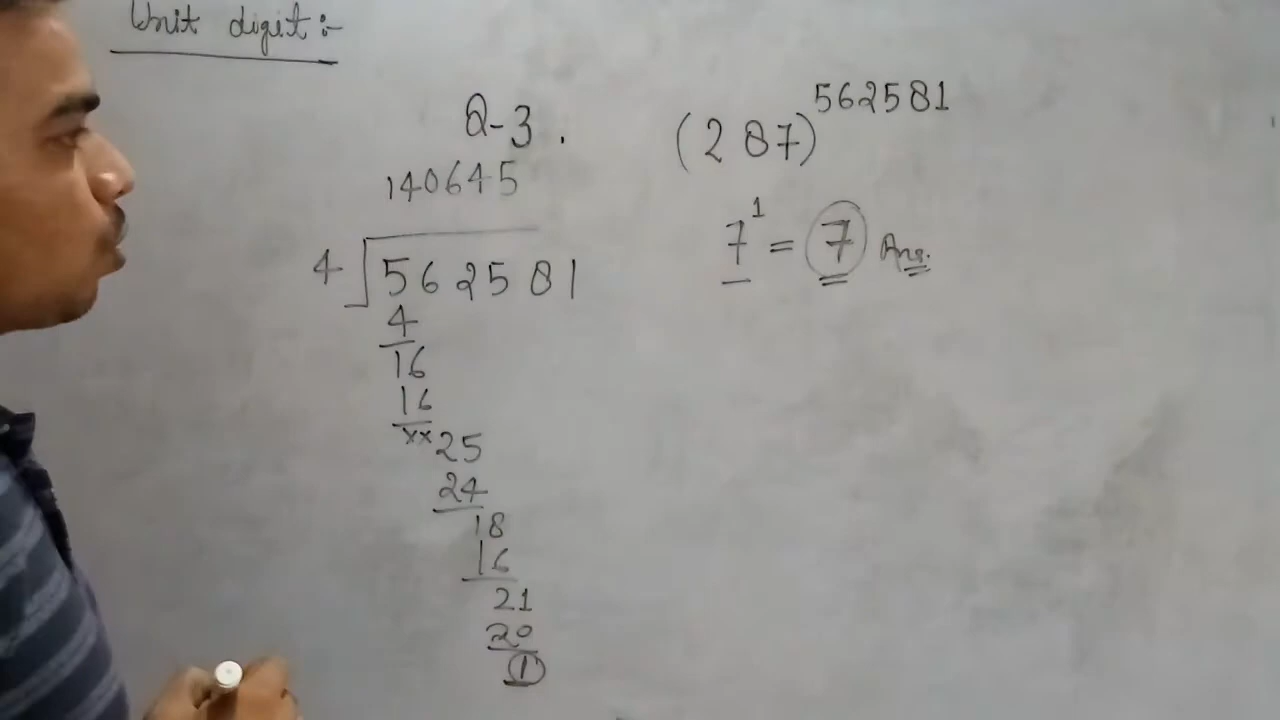 Unit digit :-
Q-3. (287)^562581
140645
4 562581
4
16
16
xx25
24
18
16
21
20
1
7^1 = 7 Ans.